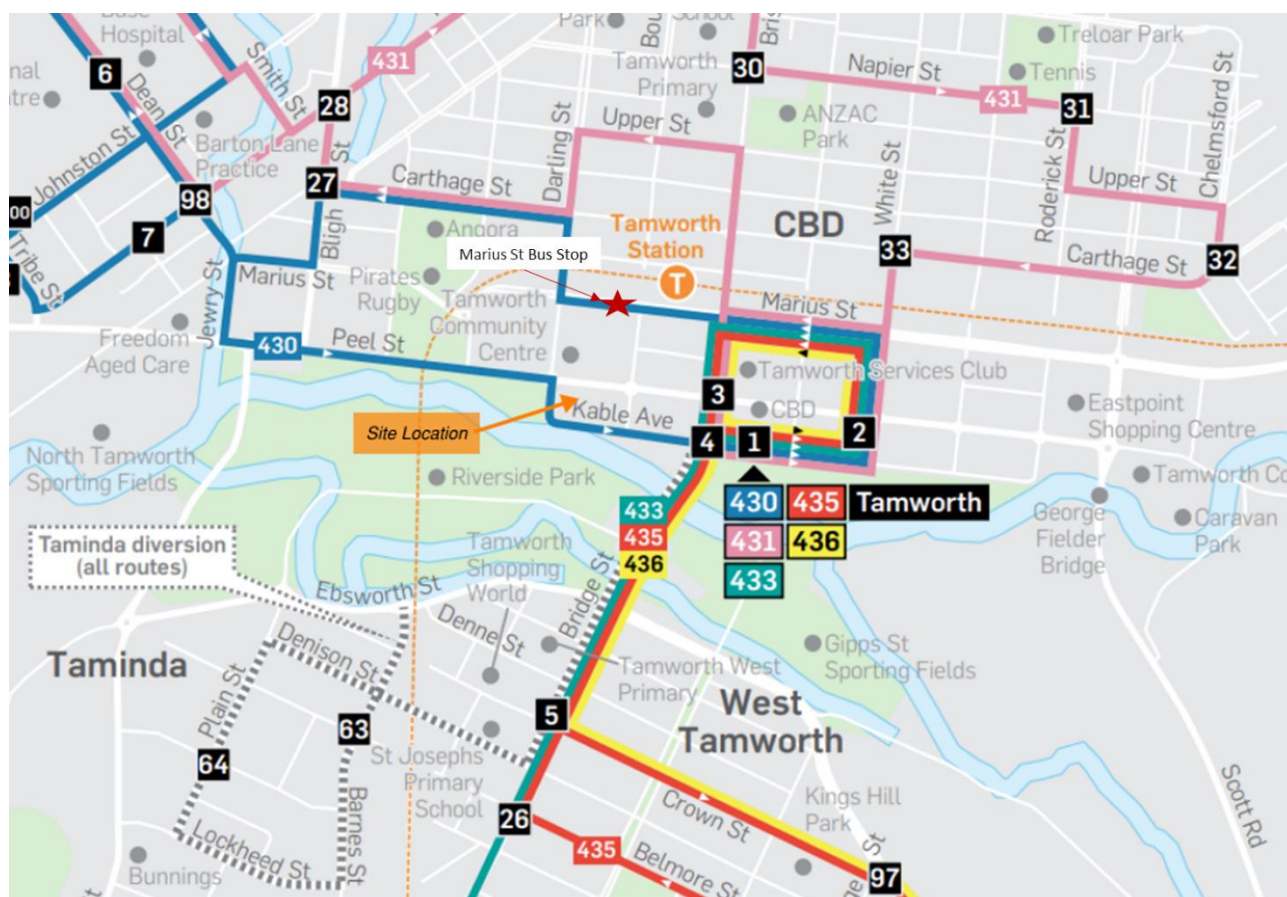 Base
Hospital
Park
School
Tamworth
Primary
30
Napier St
431
31
Treloar Park
Tennis
Chelmsford St
6
Dean St
Smith St
431
28
Barton Lane
Practice
Johnston St
98
7
Tribe St
27
Bligh
St
Carthage St
Darling St
Upper St
ANZAC
Park
White St
Roderick St
Upper St
32
Carthage St
33
CBD
Tamworth
Station
T
Marius St Bus Stop
Angora
Pirates
Rugby
Marius St
Jewry St
Freedom
Aged Care
430
Peel St
Tamworth
Community
Centre
Marius St
Tamworth Services Club
CBD
3
4
1
2
Kable Ave
Site Location
Eastpoint
Shopping Centre
North Tamworth
Sporting Fields
Riverside Park
430
435
Tamworth
431
436
433
433
435
436
Tamworth Co
Caravan
Park
George
Fielder
Bridge
Taminda diversion
(all routes)
Tamworth
Shopping
World
Ebsworth St
Denne St
Bridge St
Denison St
Taminda
Plain St
63
64
Barnes St
Lockheed St
Bunnings
5
Tamworth West
Primary
West
Tamworth
Gipps St
Sporting Fields
St Josephs
Primary
School
26
435
Crown St
Belmore St
Kings Hill
Park
97
Scott Rd